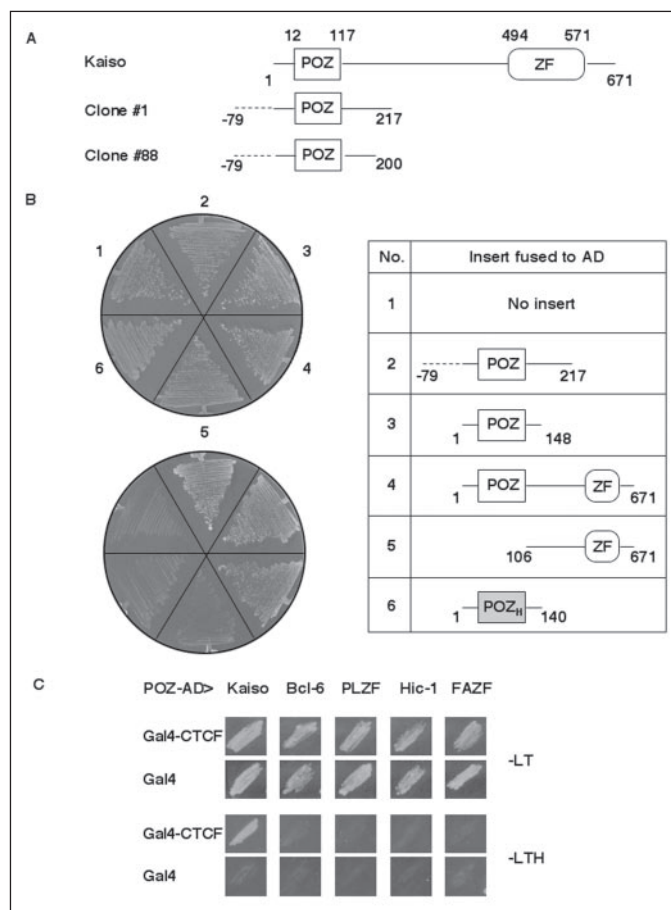 A
12 117 494 571
Kaiso POZ ZF
1 671
Clone #1 POZ
-79 217
Clone #88 POZ
-79 200
B
2
1 3
6 4
5
No. Insert fused to AD
1 No insert
2 POZ
-79 217
3 POZ
1 148
4 POZ ZF
1 671
5 ZF
106 671
6 POZH
1 140
C
POZ-AD> Kaiso Bcl-6 PLZF Hic-1 FAZF
Gal4-CTCF
-LT
Gal4
Gal4-CTCF
-LTH
Gal4